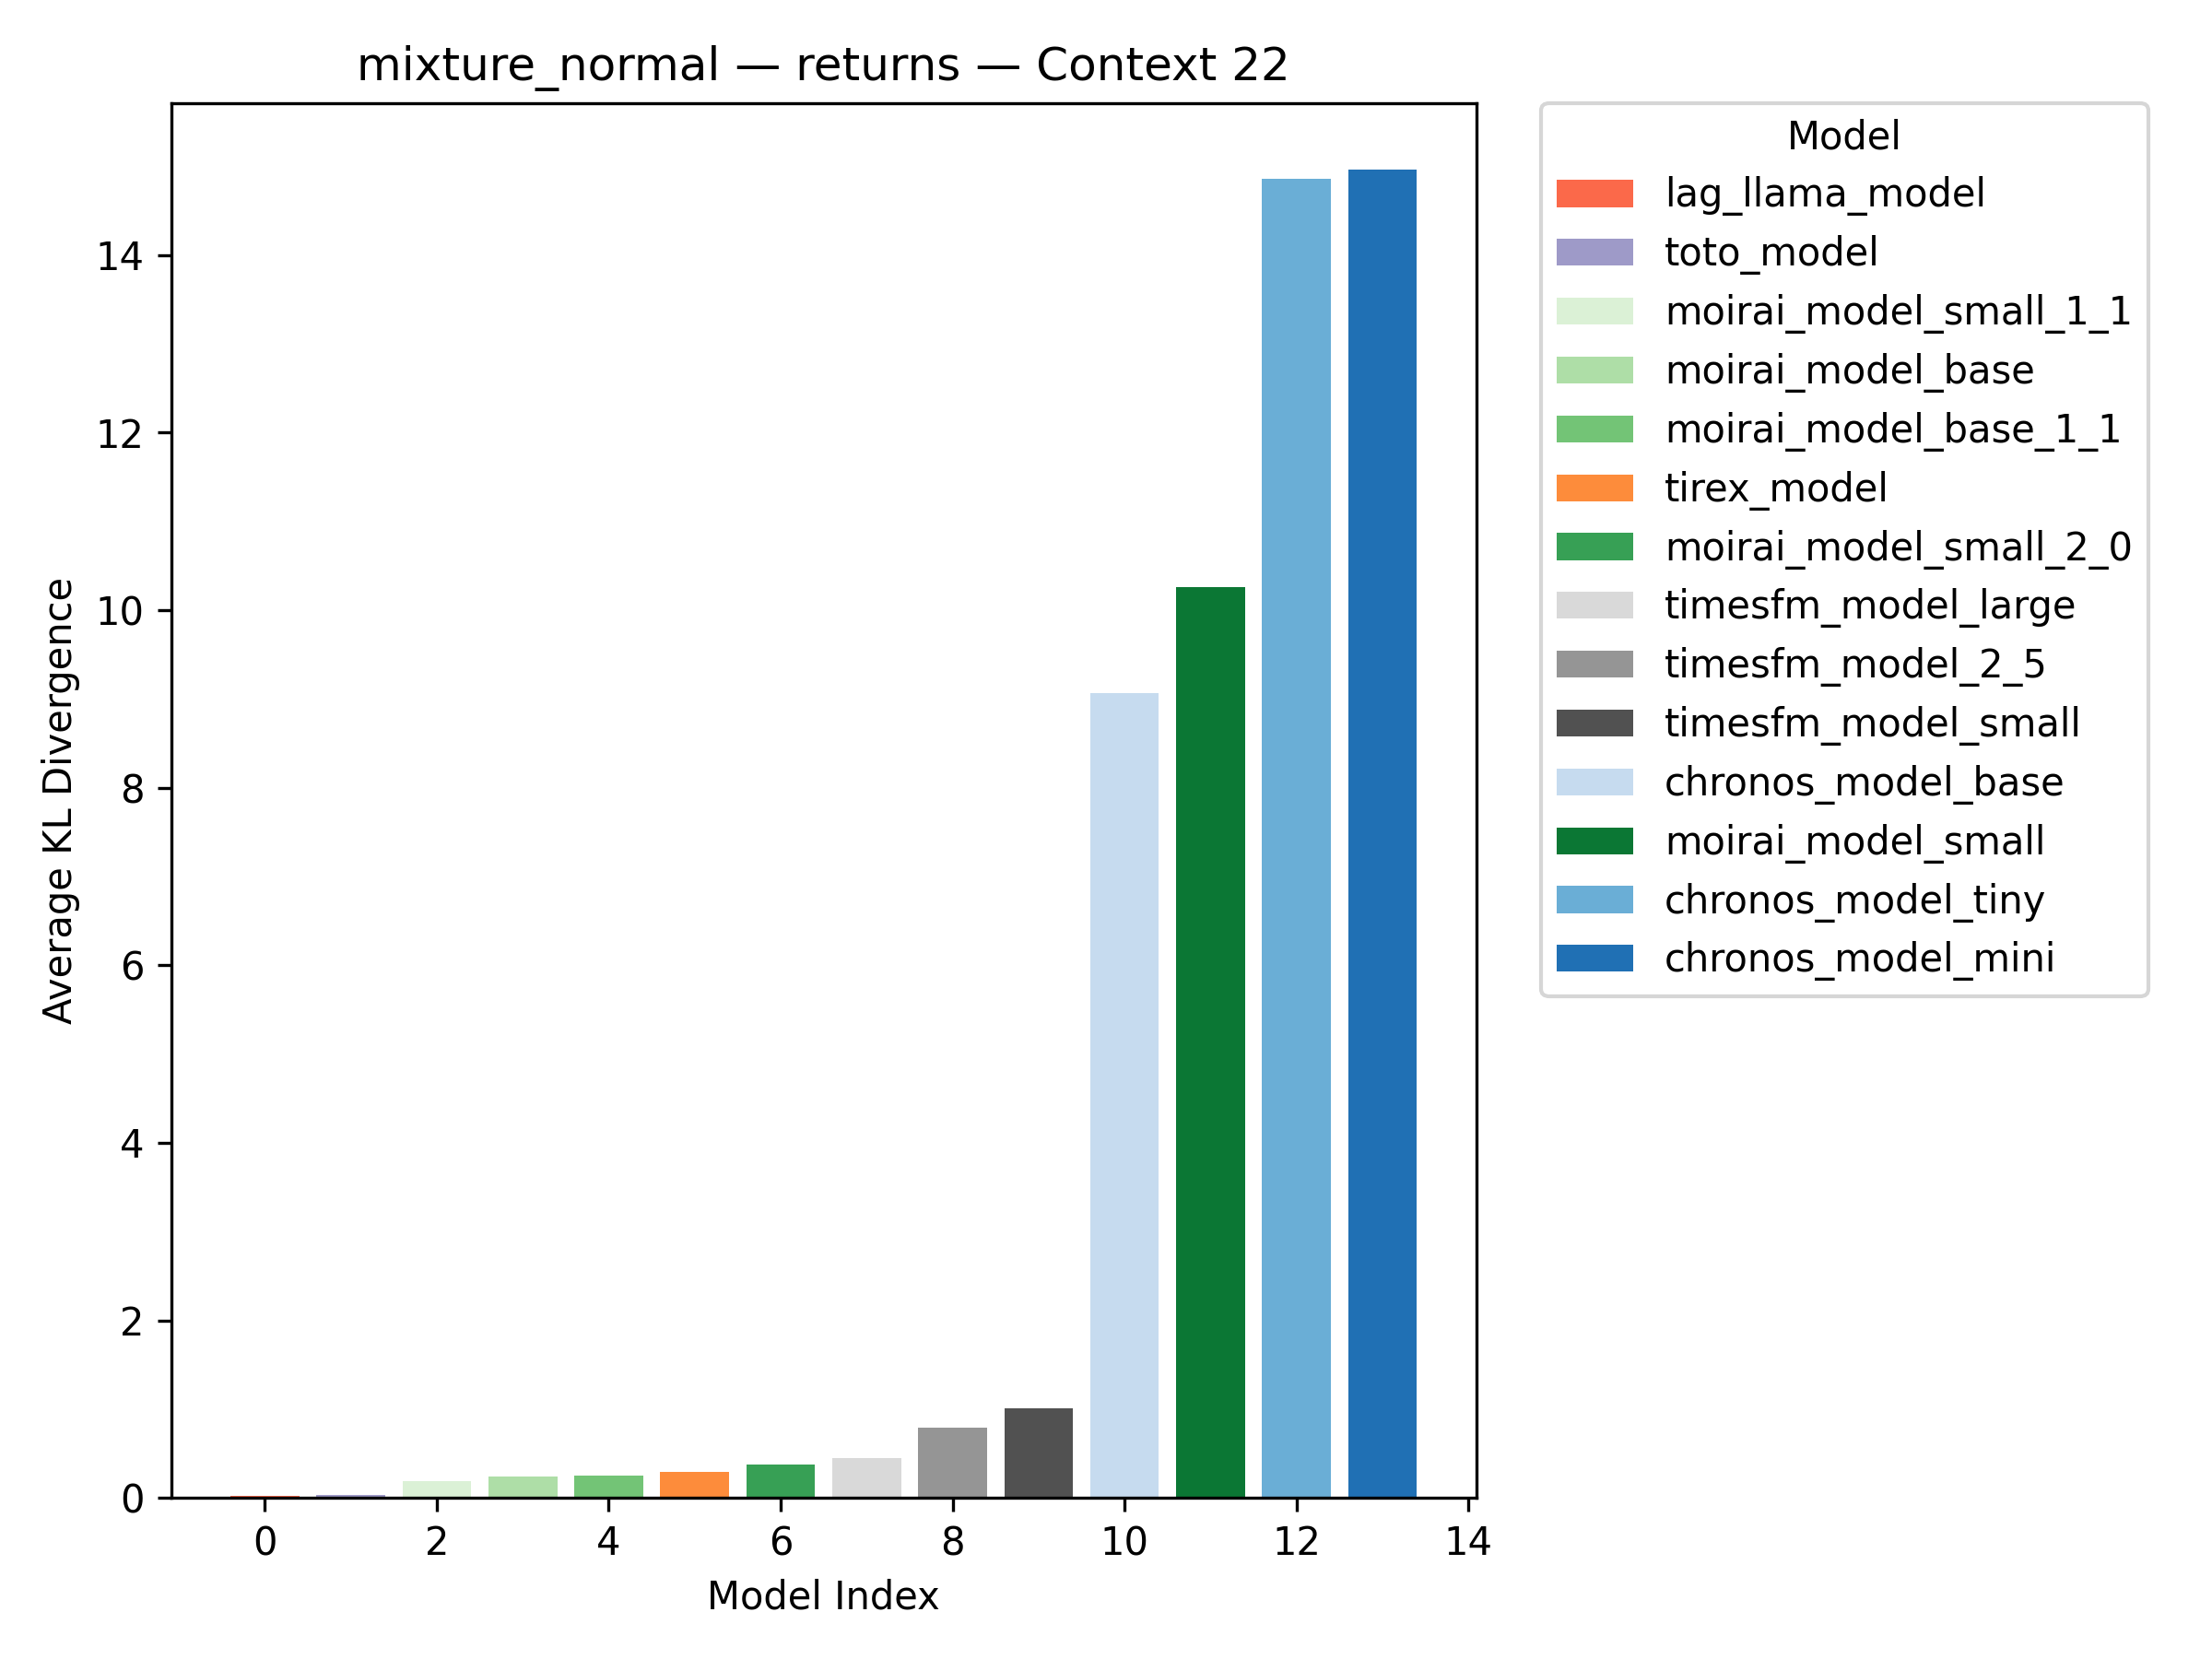 mixture_normal — returns — Context 22
Average KL Divergence
14
12
10
8
6
4
2
0
0 2 4 6 8 10 12 14
Model Index
Model
lag_llama_model
toto_model
moirai_model_small_1_1
moirai_model_base
moirai_model_base_1_1
tirex_model
moirai_model_small_2_0
timesfm_model_large
timesfm_model_2_5
timesfm_model_small
chronos_model_base
moirai_model_small
chronos_model_tiny
chronos_model_mini